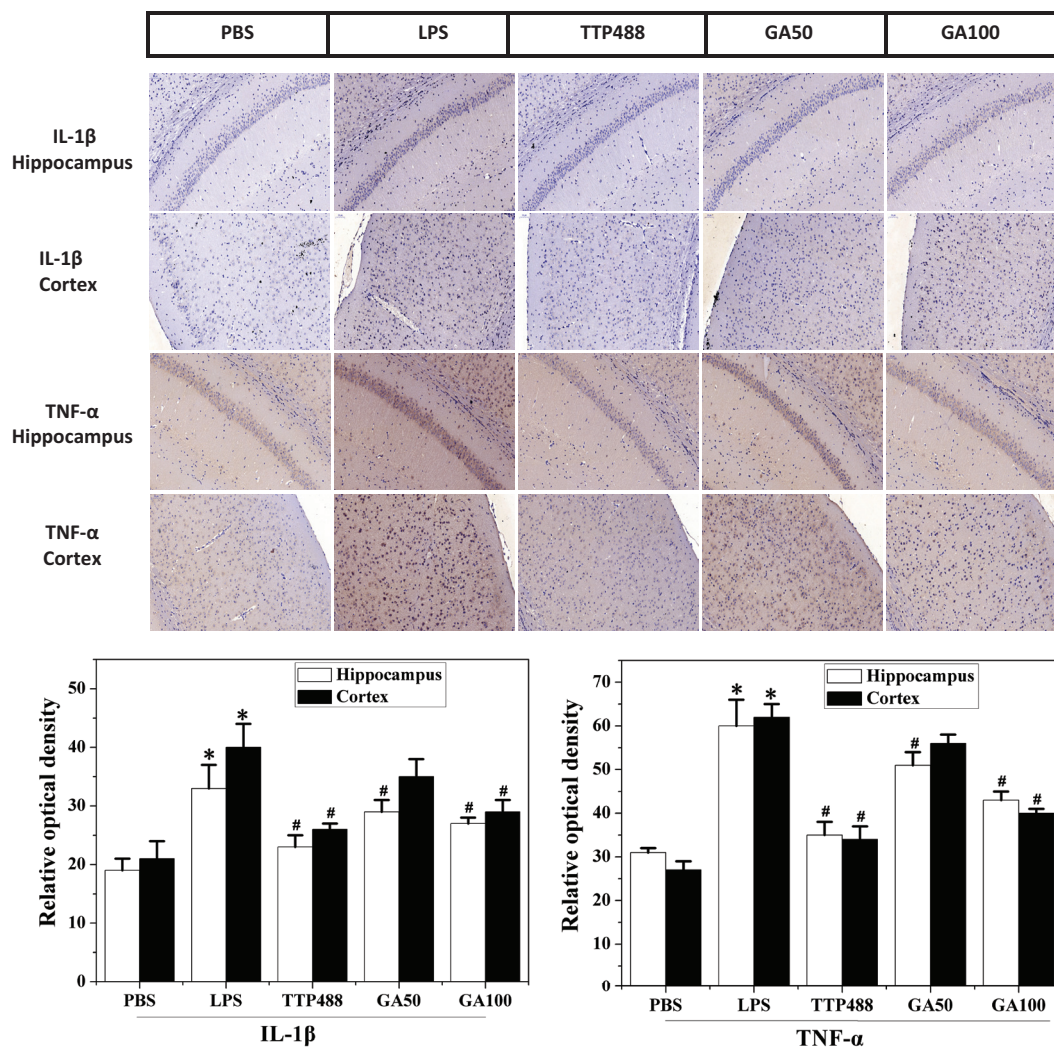 PBS LPS TTP488 GA50 GA100
IL-1β
Hippocampus
IL-1β
Cortex
TNF-α
Hippocampus
TNF-α
Cortex
Relative optical density
50
40
30
20
10
0
Hippocampus
Cortex
* * # # # # #
PBS LPS TTP488 GA50 GA100
IL-1β
Relative optical density
70
60
50
40
30
20
10
0
Hippocampus
Cortex
* * # # # # #
PBS LPS TTP488 GA50 GA100
TNF-α